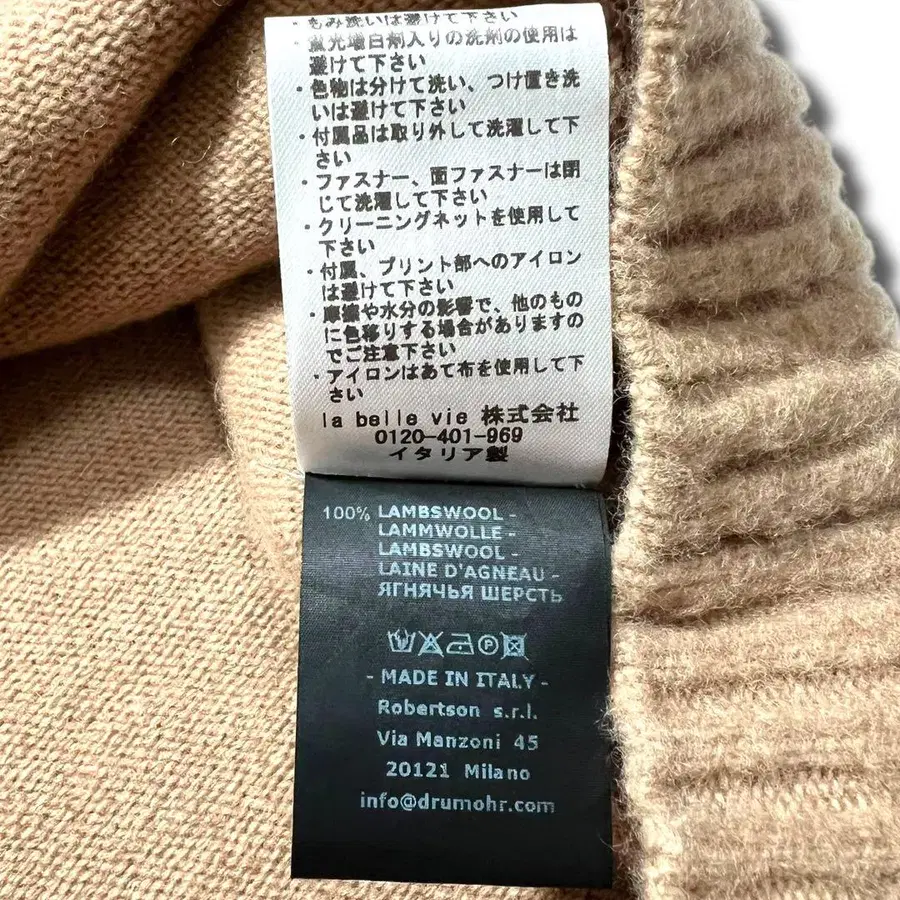 ・もみ洗いは避けて下さい
・蛍光増白剤入りの洗剤の使用は
避けて下さい
・色物は分けて洗い、つけ置き洗
いは避けて下さい
・付属品は取り外して洗濯して下
さい
・ファスナー、面ファスナーは閉
じて洗濯して下さい
・クリーニングネットを使用して
下さい
・付属、プリント部へのアイロン
は避けて下さい
・摩擦や水分の影響で、他のもの
に色移りする場合がありますの
でご注意下さい
・アイロンはあて布を使用して下
さい
la belle vie 株式会社
0120-401-969
イタリア製
100% LAMBSWOOL -
LAMMWOLLE -
LAMBSWOOL -
LAINE D'AGNEAU -
ЯГНЯЧЬЯ ШЕРСТЬ
- MADE IN ITALY -
Robertson s.r.l.
Via Manzoni 45
20121 Milano
info@drumohr.com